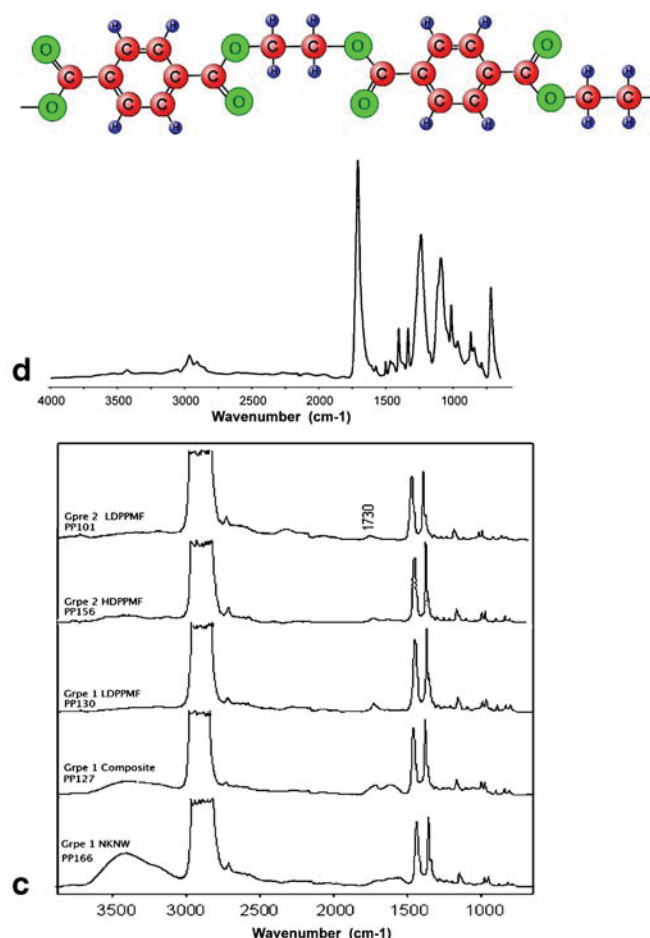 H H H H H H
O C C O C C O C C O
C C C C C C C C C C C
O C C O H H O C C O H H
H H H H
d
4000 3500 3000 2500 2000 1500 1000
Wavenumber (cm-1)
1730
Gpre 2 LDPPMF
PP101
Grpe 2 HDPPMF
PP156
Grpe 1 LDPPMF
PP130
Grpe 1 Composite
PP127
Grpe 1 NKNW
PP166
c
3500 3000 2500 2000 1500 1000
Wavenumber (cm-1)